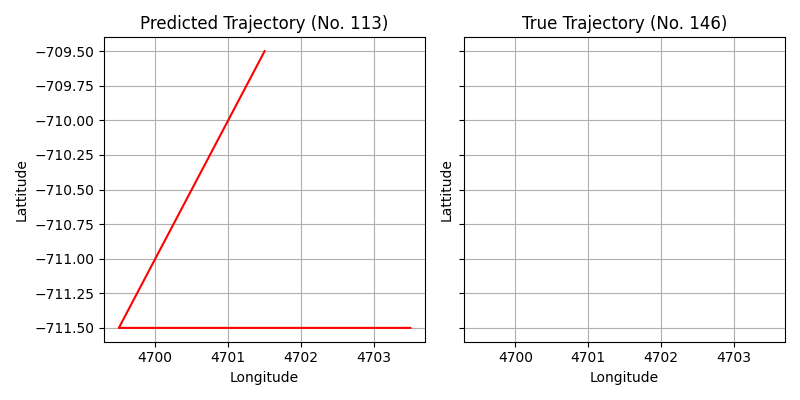 Predicted Trajectory (No. 113)
True Trajectory (No. 146)
Lattitude
−709.50
−709.75
−710.00
−710.25
−710.50
−710.75
−711.00
−711.25
−711.50
4700 4701 4702 4703
Longitude
Lattitude
4700 4701 4702 4703
Longitude